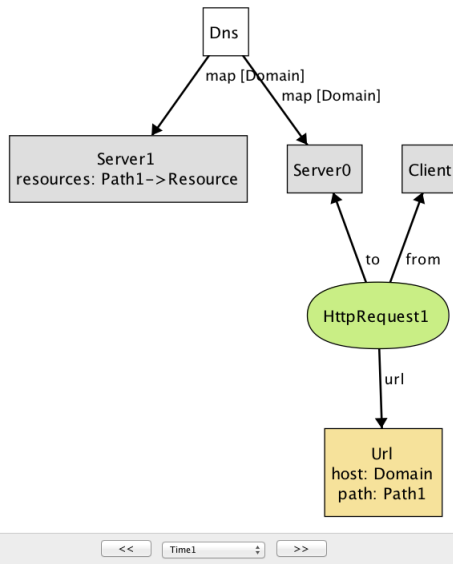 Dns
map [Domain]
map [Domain]
Server1
resources: Path1->Resource
Server0
Client
to
from
HttpRequest1
url
Url
host: Domain
path: Path1
<<
Time1
>>